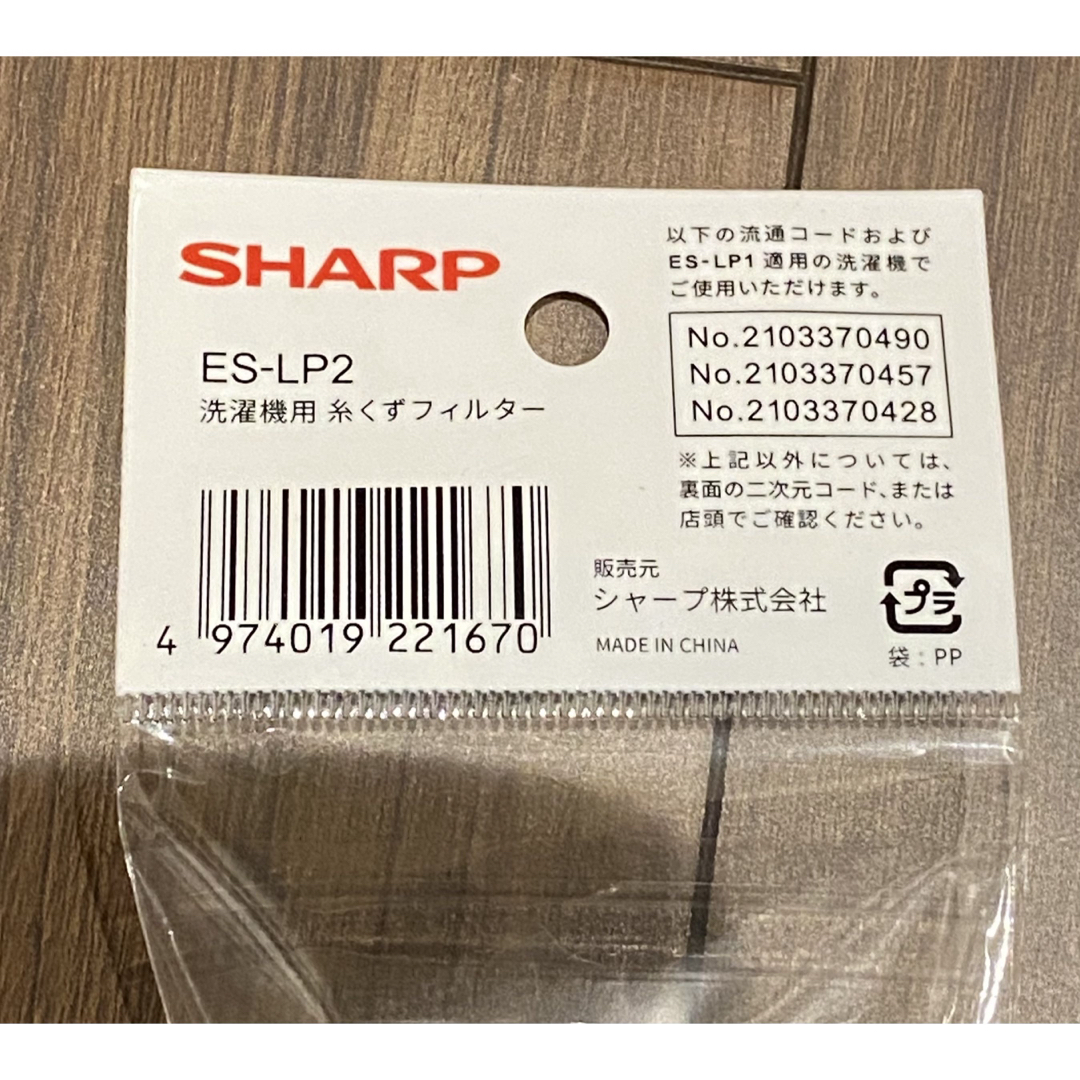 SHARP
ES-LP2
洗濯機用 糸くずフィルター
4 974019 221670
以下の流通コードおよび
ES-LP1 適用の洗濯機で
ご使用いただけます。
No.2103370490
No.2103370457
No.2103370428
※上記以外については、
裏面の二次元コード、または
店頭でご確認ください。
販売元
シャープ株式会社
MADE IN CHINA
プラ
袋:PP